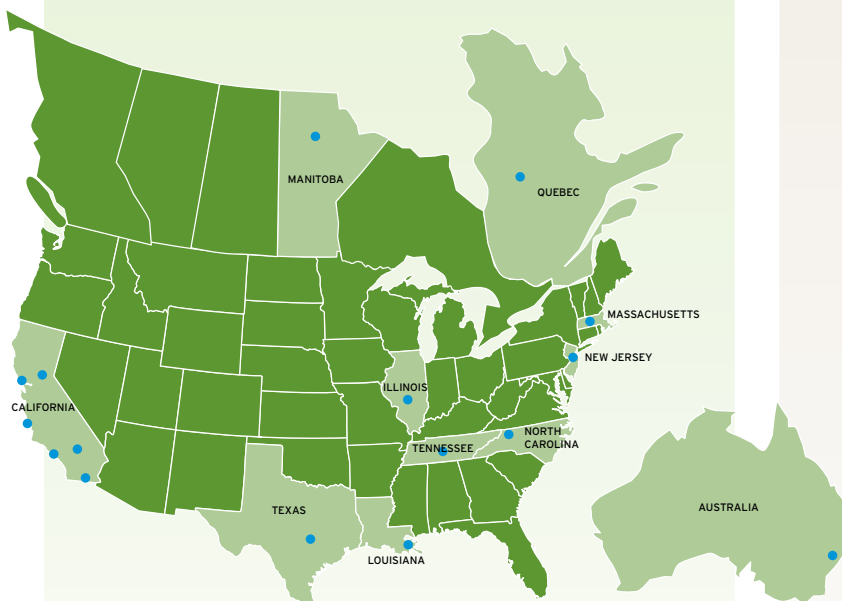 MANITOBA
QUEBEC
MASSACHUSETTS
NEW JERSEY
ILLINOIS
CALIFORNIA
NORTH
CAROLINA
TENNESSEE
TEXAS
AUSTRALIA
LOUISIANA